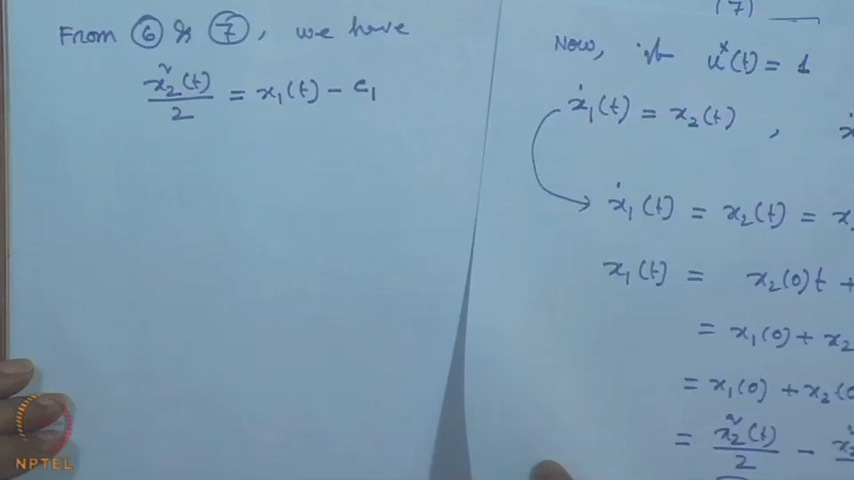 From ⑥ & ⑦, we have
x₂²(t)/2 = x₁(t) - c₁
(7)
Now, if u*(t) = 1
ẋ₁(t) = x₂(t) ,
ẋ₁(t) = x₂(t) =
x₁(t) = x₂(0)t +
= x₁(0) + x₂
= x₁(0) + x₂(0
= x₂²(t)/2 -
NPTEL